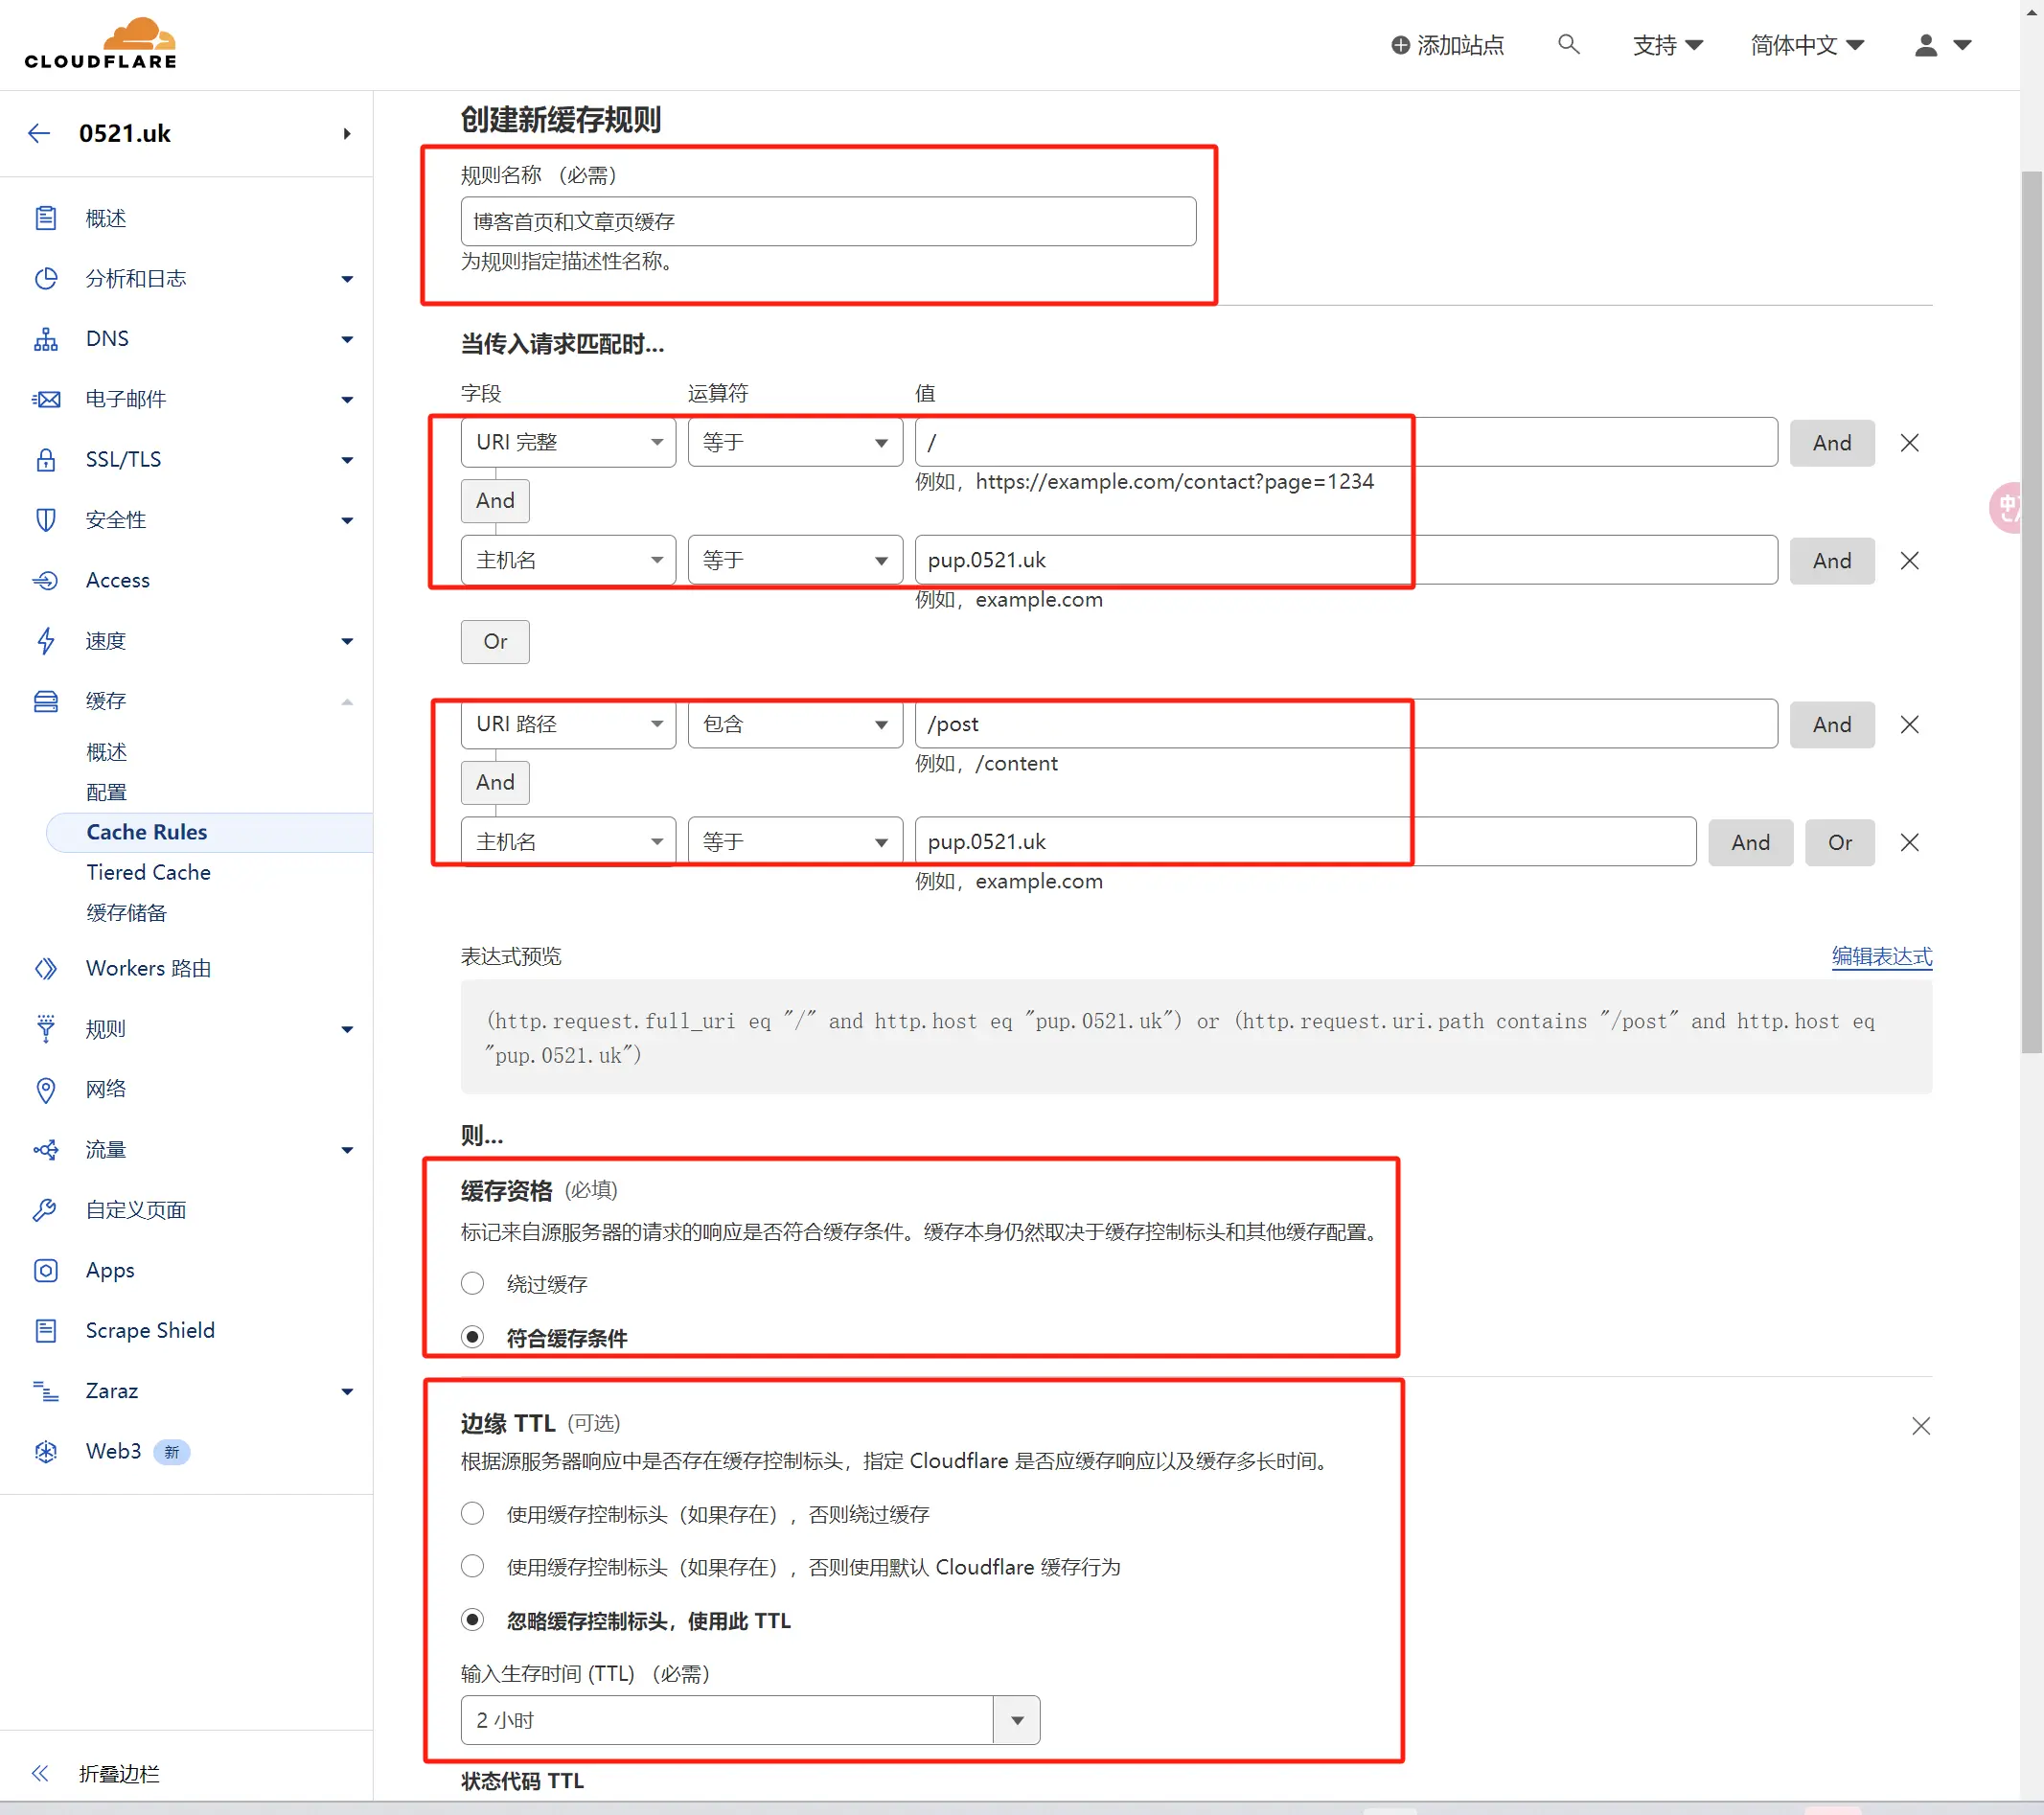 CLOUDFLARE
添加站点
支持
简体中文
0521.uk
概述
分析和日志
DNS
电子邮件
SSL/TLS
安全性
Access
速度
缓存
概述
配置
Cache Rules
Tiered Cache
缓存储备
Workers 路由
规则
网络
流量
自定义页面
Apps
Scrape Shield
Zaraz
Web3 新
折叠边栏
创建新缓存规则
规则名称 （必需）
博客首页和文章页缓存
为规则指定描述性名称。
当传入请求匹配时...
字段 运算符 值
URI 完整 等于 / And
例如，https://example.com/contact?page=1234
And
主机名 等于 pup.0521.uk And
例如，example.com
Or
URI 路径 包含 /post And
例如，/content
And
主机名 等于 pup.0521.uk And Or
例如，example.com
表达式预览 编辑表达式
(http.request.full_uri eq "/" and http.host eq "pup.0521.uk") or (http.request.uri.path contains "/post" and http.host eq
"pup.0521.uk")
则...
缓存资格 (必填)
标记来自源服务器的请求的响应是否符合缓存条件。缓存本身仍然取决于缓存控制标头和其他缓存配置。
绕过缓存
符合缓存条件
边缘 TTL (可选)
根据源服务器响应中是否存在缓存控制标头，指定 Cloudflare 是否应缓存响应以及缓存多长时间。
使用缓存控制标头（如果存在），否则绕过缓存
使用缓存控制标头（如果存在），否则使用默认 Cloudflare 缓存行为
忽略缓存控制标头，使用此 TTL
输入生存时间 (TTL) （必需）
2 小时
状态代码 TTL
中